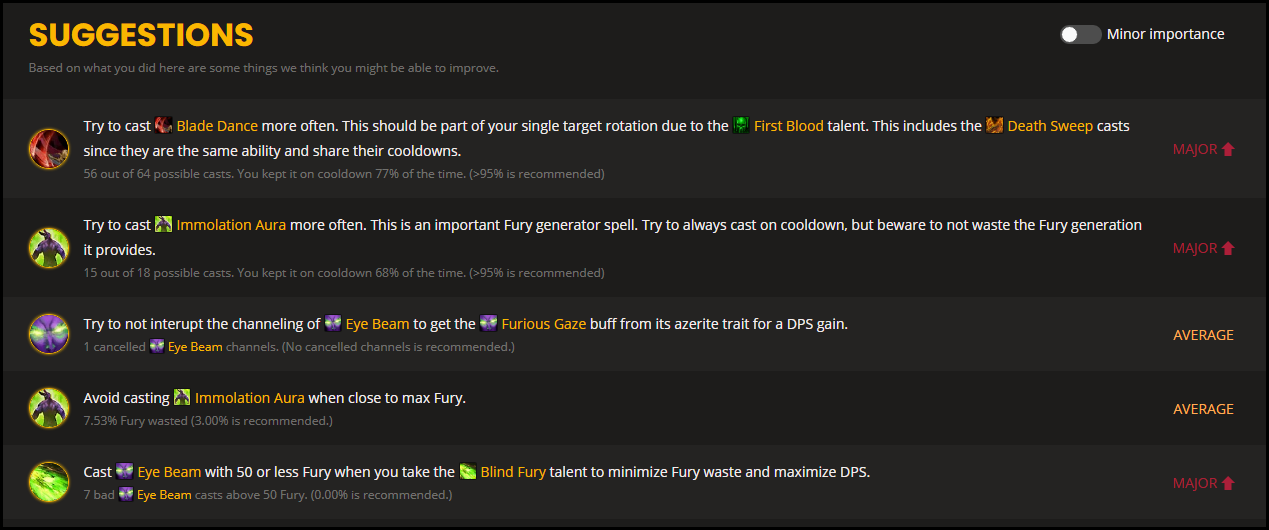 SUGGESTIONS
Minor importance
Based on what you did here are some things we think you might be able to improve.
Try to cast Blade Dance more often. This should be part of your single target rotation due to the First Blood talent. This includes the Death Sweep casts
since they are the same ability and share their cooldowns.
MAJOR
56 out of 64 possible casts. You kept it on cooldown 77% of the time. (>95% is recommended)
Try to cast Immolation Aura more often. This is an important Fury generator spell. Try to always cast on cooldown, but beware to not waste the Fury generation
it provides.
MAJOR
15 out of 18 possible casts. You kept it on cooldown 68% of the time. (>95% is recommended)
Try to not interupt the channeling of Eye Beam to get the Furious Gaze buff from its azerite trait for a DPS gain.
AVERAGE
1 cancelled Eye Beam channels. (No cancelled channels is recommended.)
Avoid casting Immolation Aura when close to max Fury.
AVERAGE
7.53% Fury wasted (3.00% is recommended.)
Cast Eye Beam with 50 or less Fury when you take the Blind Fury talent to minimize Fury waste and maximize DPS.
MAJOR
7 bad Eye Beam casts above 50 Fury. (0.00% is recommended.)